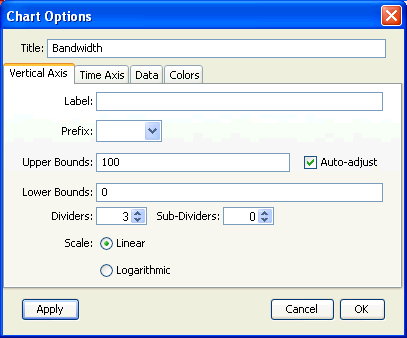 Chart Options
Title: Bandwidth
Vertical Axis Time Axis Data Colors
Label:
Prefix:
Upper Bounds: 100 Auto-adjust
Lower Bounds: 0
Dividers: 3 Sub-Dividers: 0
Scale: Linear
Logarithmic
Apply Cancel OK